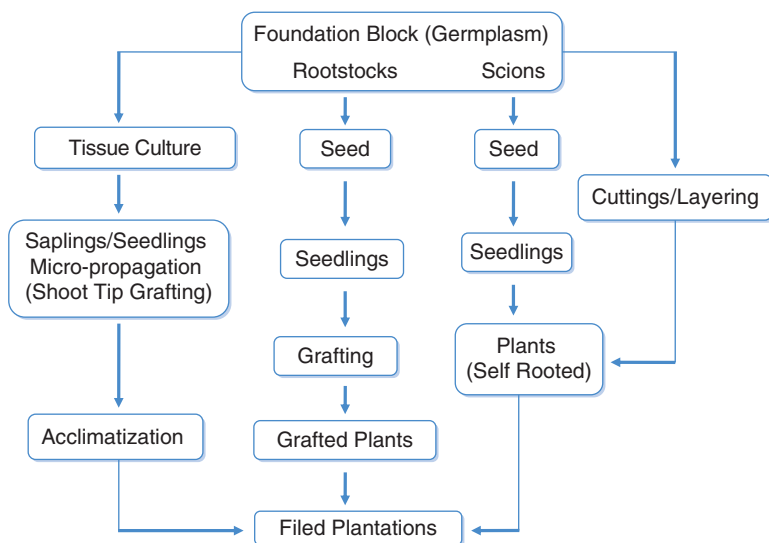 Foundation Block (Germplasm)
Rootstocks Scions
Tissue Culture
Seed
Seed
Cuttings/Layering
Saplings/Seedlings
Micro-propagation
(Shoot Tip Grafting)
Seedlings
Seedlings
Grafting
Plants
(Self Rooted)
Acclimatization
Grafted Plants
Filed Plantations